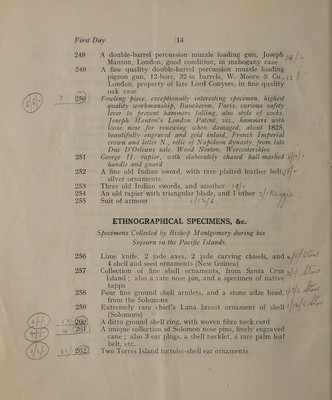 First Day 14
248 A double-barrel percussion muzzle loading gun, Joseph
Manton, London, good condition, in mahogany case
249 A fine quality double-barrel percussion muzzle loading
pigeon gun, 12-bore, 32-in barrels, W. Moore & Co.,
London, property of late Lord Conyers, in fine quality
oak case
7 250 Fowling piece, exceptionally interesting specimen, highest
quality workmanship, Runierean, Paris, curious safety
lever to prevent hammers falling, also style of cocks,
Joseph Manton's London Patent, viz., hammers with
loose nose for renewing when damaged, about 1825,
beautifully engraved and gold inlaid, French Imperial
crown and letter N., relic of Napoleon dynasty, from late
Duc D'Orleans sale, Wood Norton, Worcestershire
251 George II. rapier, with elaborately chased hall-marked
handle and guard
252 A fine old Indian sword, with rare plaited leather belt,
silver ornaments
253 Three old Indian swords, and another
254 An old rapier with triangular blade, and 1 other
255 Suit of armour
ETHNOGRAPHICAL SPECIMENS, &c.
Specimens Collected by Bishop Montgomery during his
Sojourn in the Pacific Islands.
256 Lime knife, 2 jade axes, 2 jade carving chisels, and
4 shell and seed ornaments (New Guinea)
257 Collection of fine shell ornaments, from Santa Cruz
Island; also a rare nose pin, and a specimen of native
tappa
258 Four fine ground shell armlets, and a stone adze head,
from the Solomons
259 Extremely rare chief's Luna breast ornament of shell
(Solomons)
260 A ditto ground shell ring, with woven fibre neck cord
261 A unique collection of Solomon nose pins, finely engraved
cane; also 3 ear plugs, a shell necklet, a rare palm leaf
belt, etc.
262 Two Torres Island tortoise-shell ear ornaments